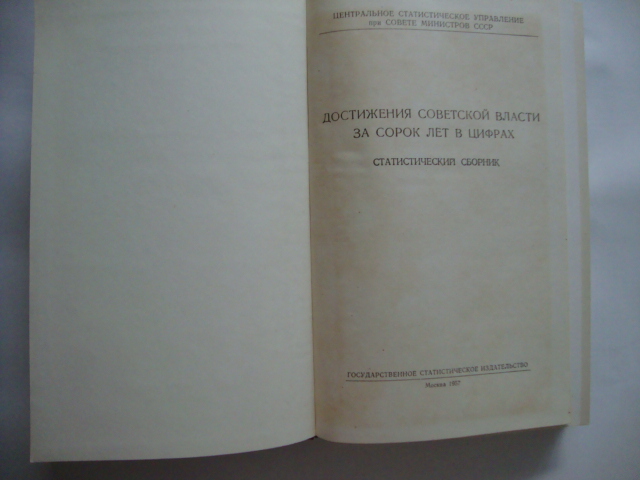 ЦЕНТРАЛЬНОЕ СТАТИСТИЧЕСКОЕ УПРАВЛЕНИЕ
при СОВЕТЕ МИНИСТРОВ СССР
ДОСТИЖЕНИЯ СОВЕТСКОЙ ВЛАСТИ
ЗА СОРОК ЛЕТ В ЦИФРАХ
СТАТИСТИЧЕСКИЙ СБОРНИК
ГОСУДАРСТВЕННОЕ СТАТИСТИЧЕСКОЕ ИЗДАТЕЛЬСТВО
Москва 1957